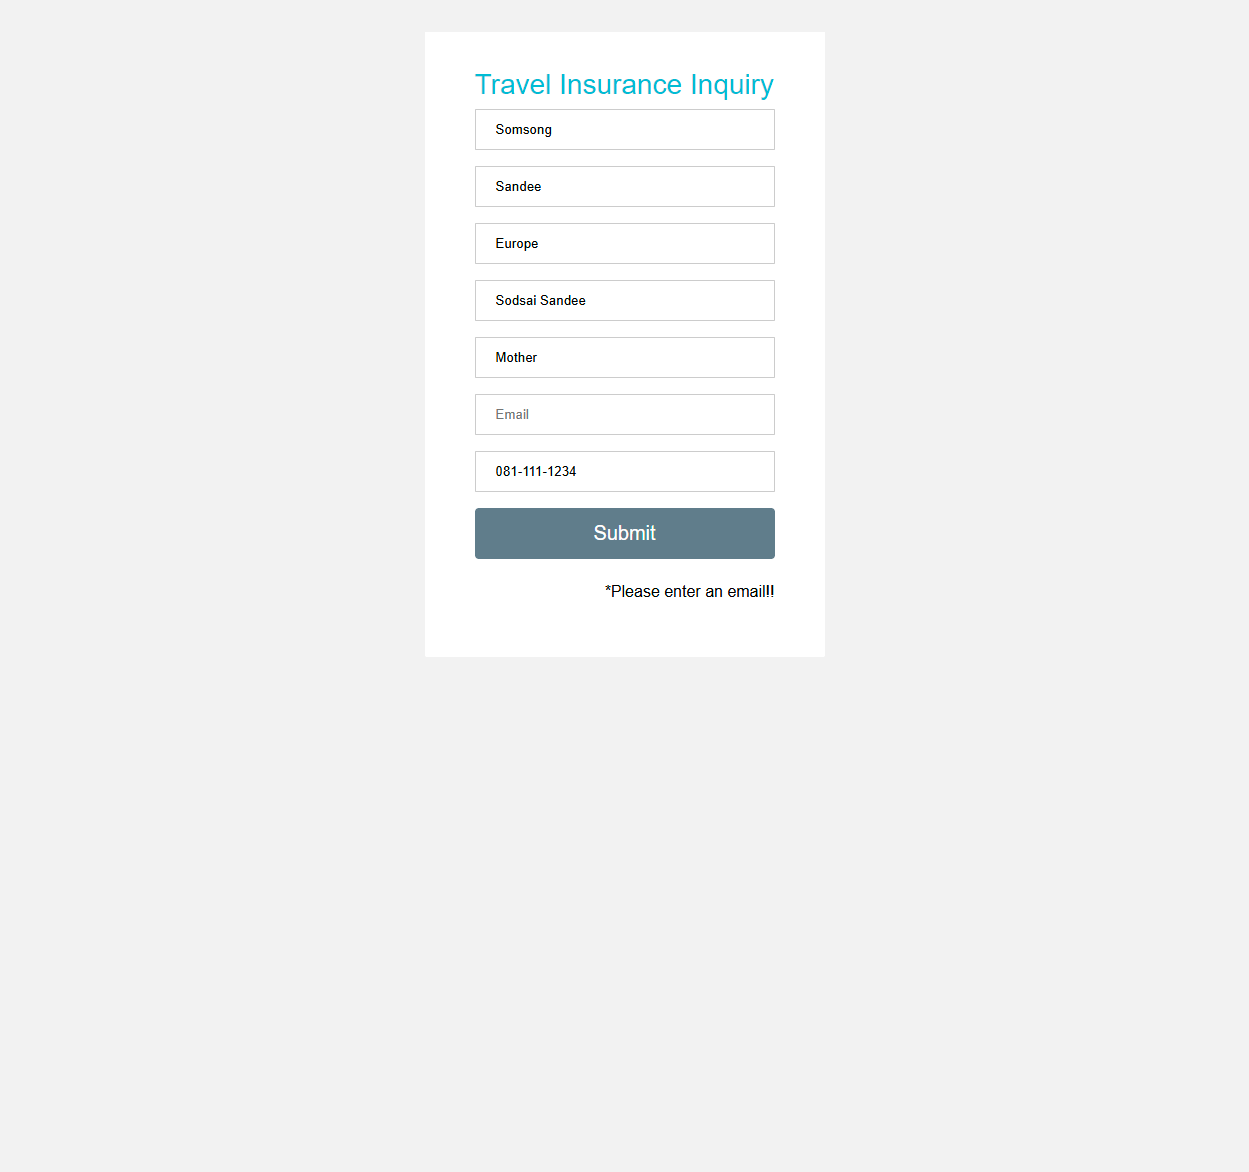 Travel Insurance Inquiry
Somsong
Sandee
Europe
Sodsai Sandee
Mother
Email
081-111-1234
Submit
*Please enter an email!!